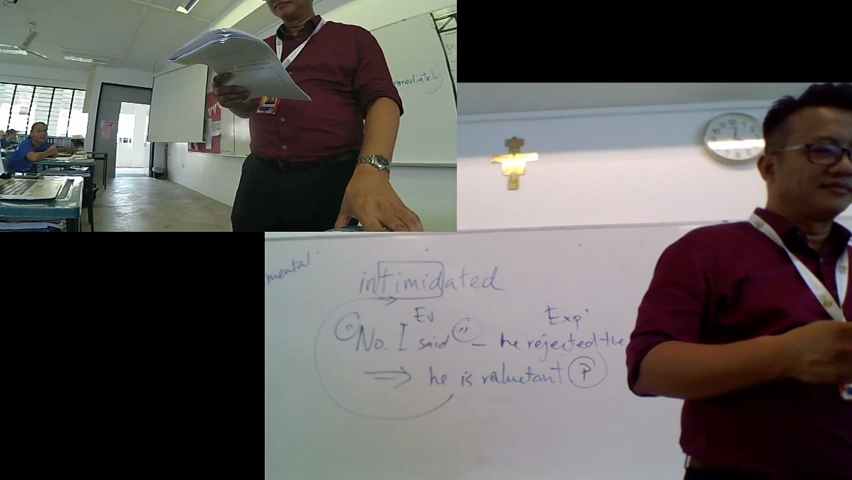 immediately
mental
intimidated
Ev Exp'
"No. I said" – he rejected the
⇒ he is reluctant (P)